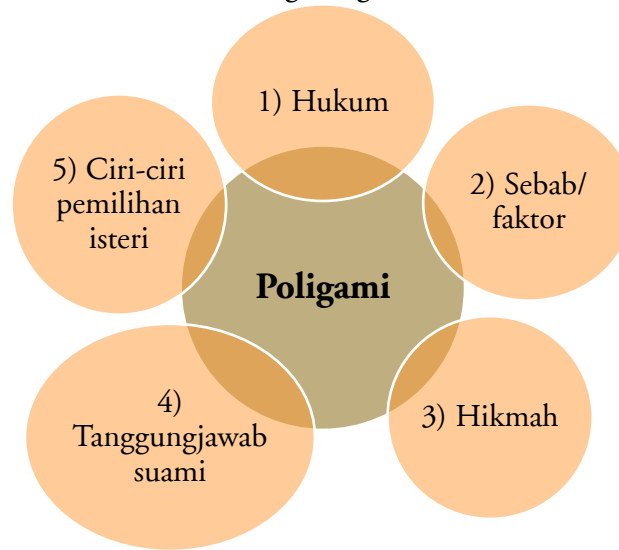 1) Hukum
2) Sebab/
faktor
3) Hikmah
4)
Tanggungjawab
suami
5) Ciri-ciri
pemilihan
isteri
Poligami